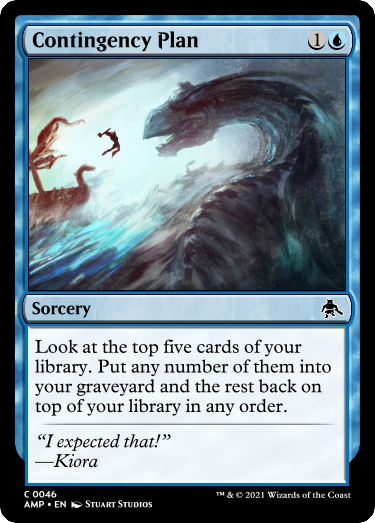 Contingency Plan 1
Sorcery
Look at the top five cards of your
library. Put any number of them into
your graveyard and the rest back on
top of your library in any order.
“I expected that!”
—Kiora
C 0046
AMP • EN Stuart Studios
™ & © 2021 Wizards of the Coast